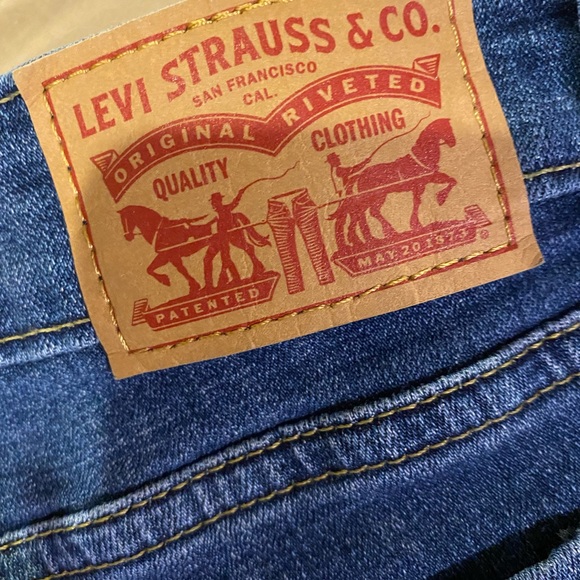 LEVI STRAUSS & CO.
SAN FRANCISCO
CAL.
ORIGINAL RIVETED
QUALITY CLOTHING
PATENTED
MAY 20 1873
®